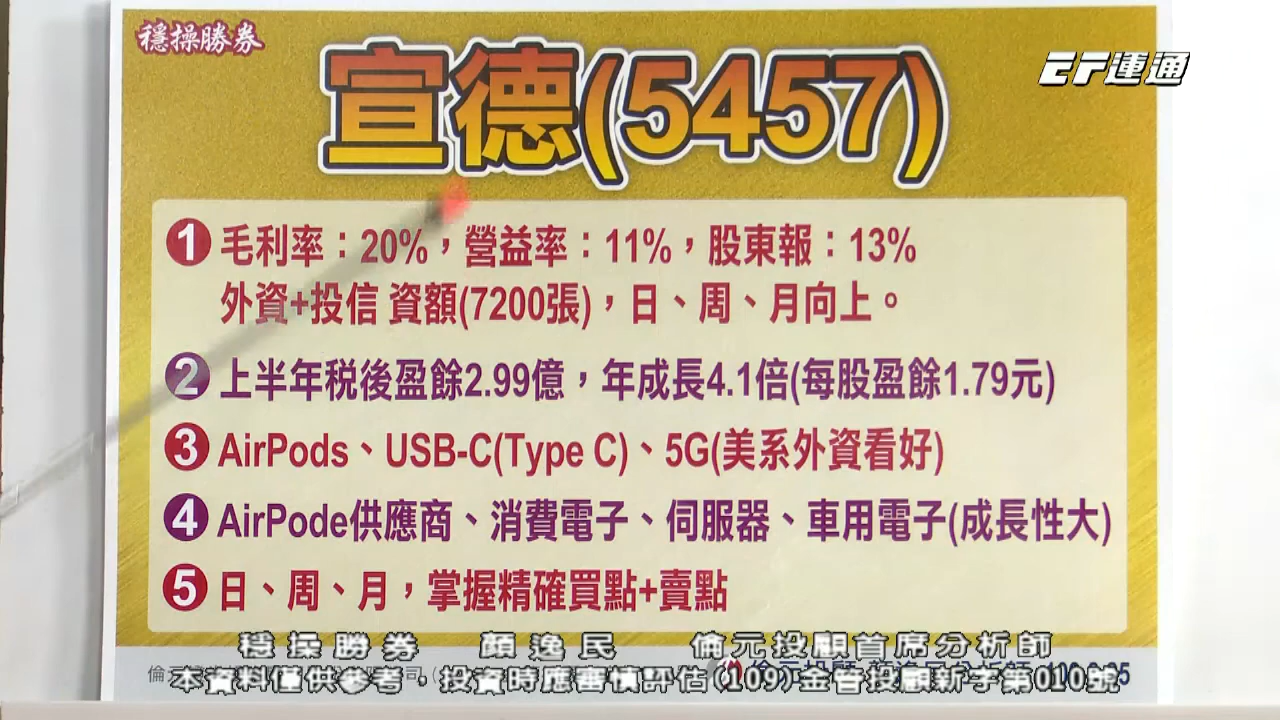 穩操勝券
EF運通
宣德(5457)
1 毛利率：20%，營益率：11%，股東報：13%
外資+投信 資額(7200張)，日、周、月向上。
2 上半年税後盈餘2.99億，年成長4.1倍(每股盈餘1.79元)
3 AirPods、USB-C(Type C)、5G(美系外資看好)
4 AirPode供應商、消費電子、伺服器、車用電子(成長性大)
5 日、周、月，掌握精確買點+賣點
穩操勝券 顏逸民 倫元投顧首席分析師
本資料僅供參考，投資時應審慎評估(109)金管投顧新字第010號